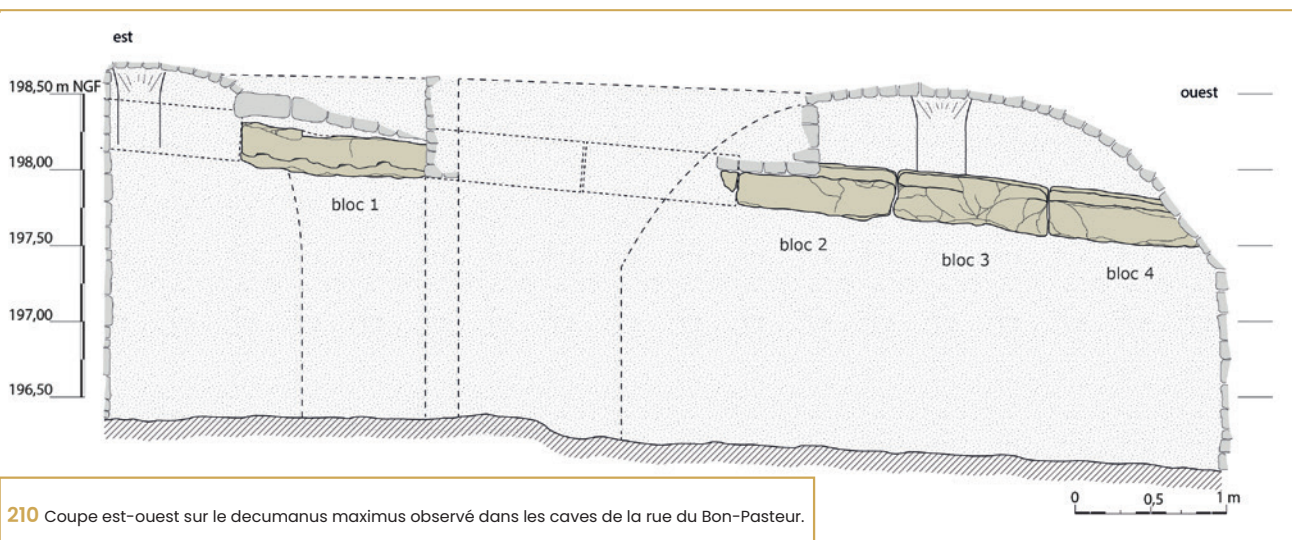 est
198,50 m NGF
ouest
198,00
bloc 1
197,50
bloc 2
bloc 3
bloc 4
197,00
196,50
0 0,5 1 m
210 Coupe est-ouest sur le decumanus maximus observé dans les caves de la rue du Bon-Pasteur.